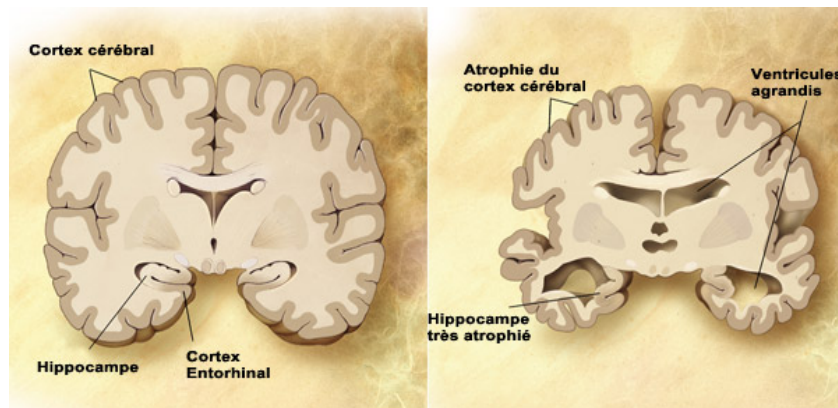 Cortex cérébral
Hippocampe
Cortex
Entorhinal
Atrophie du
cortex cérébral
Ventricules
agrandis
Hippocampe
très atrophié